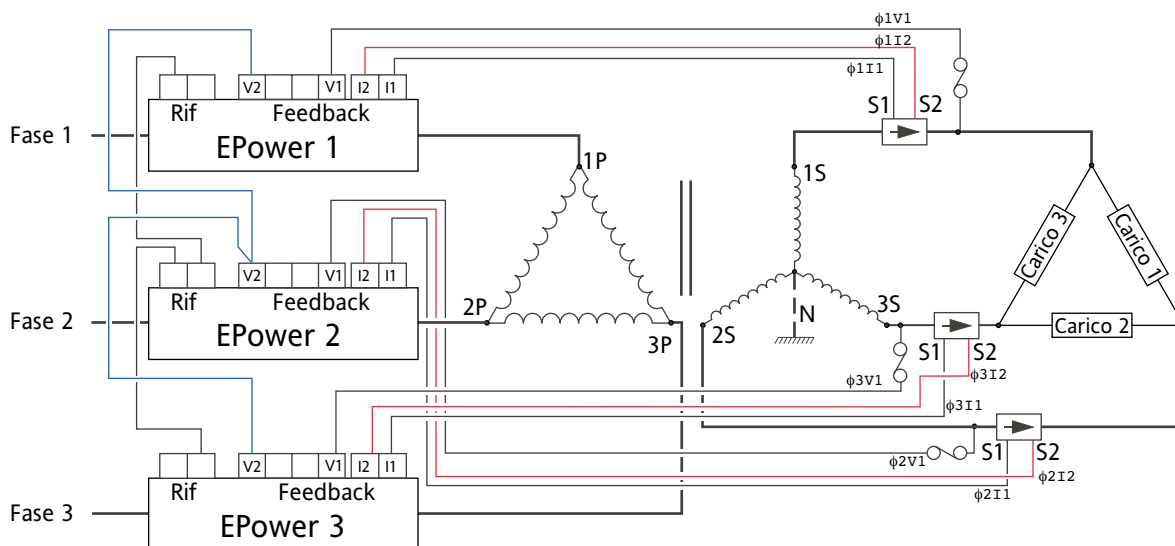 ϕ1V1
ϕ1I2
ϕ1I1
V2 V1 I2 I1
Rif Feedback
S1 S2
Fase 1 EPower 1
1P
1S
Carico 3 Carico 1
V2 V1 I2 I1
Rif Feedback
2P 3S
N
Fase 2 EPower 2
3P 2S
Carico 2
S1 S2
ϕ3V1 ϕ3I2
ϕ3I1
S1 S2
V2 V1 I2 I1
ϕ2V1
ϕ2I2
Rif Feedback
ϕ2I1
Fase 3 EPower 3